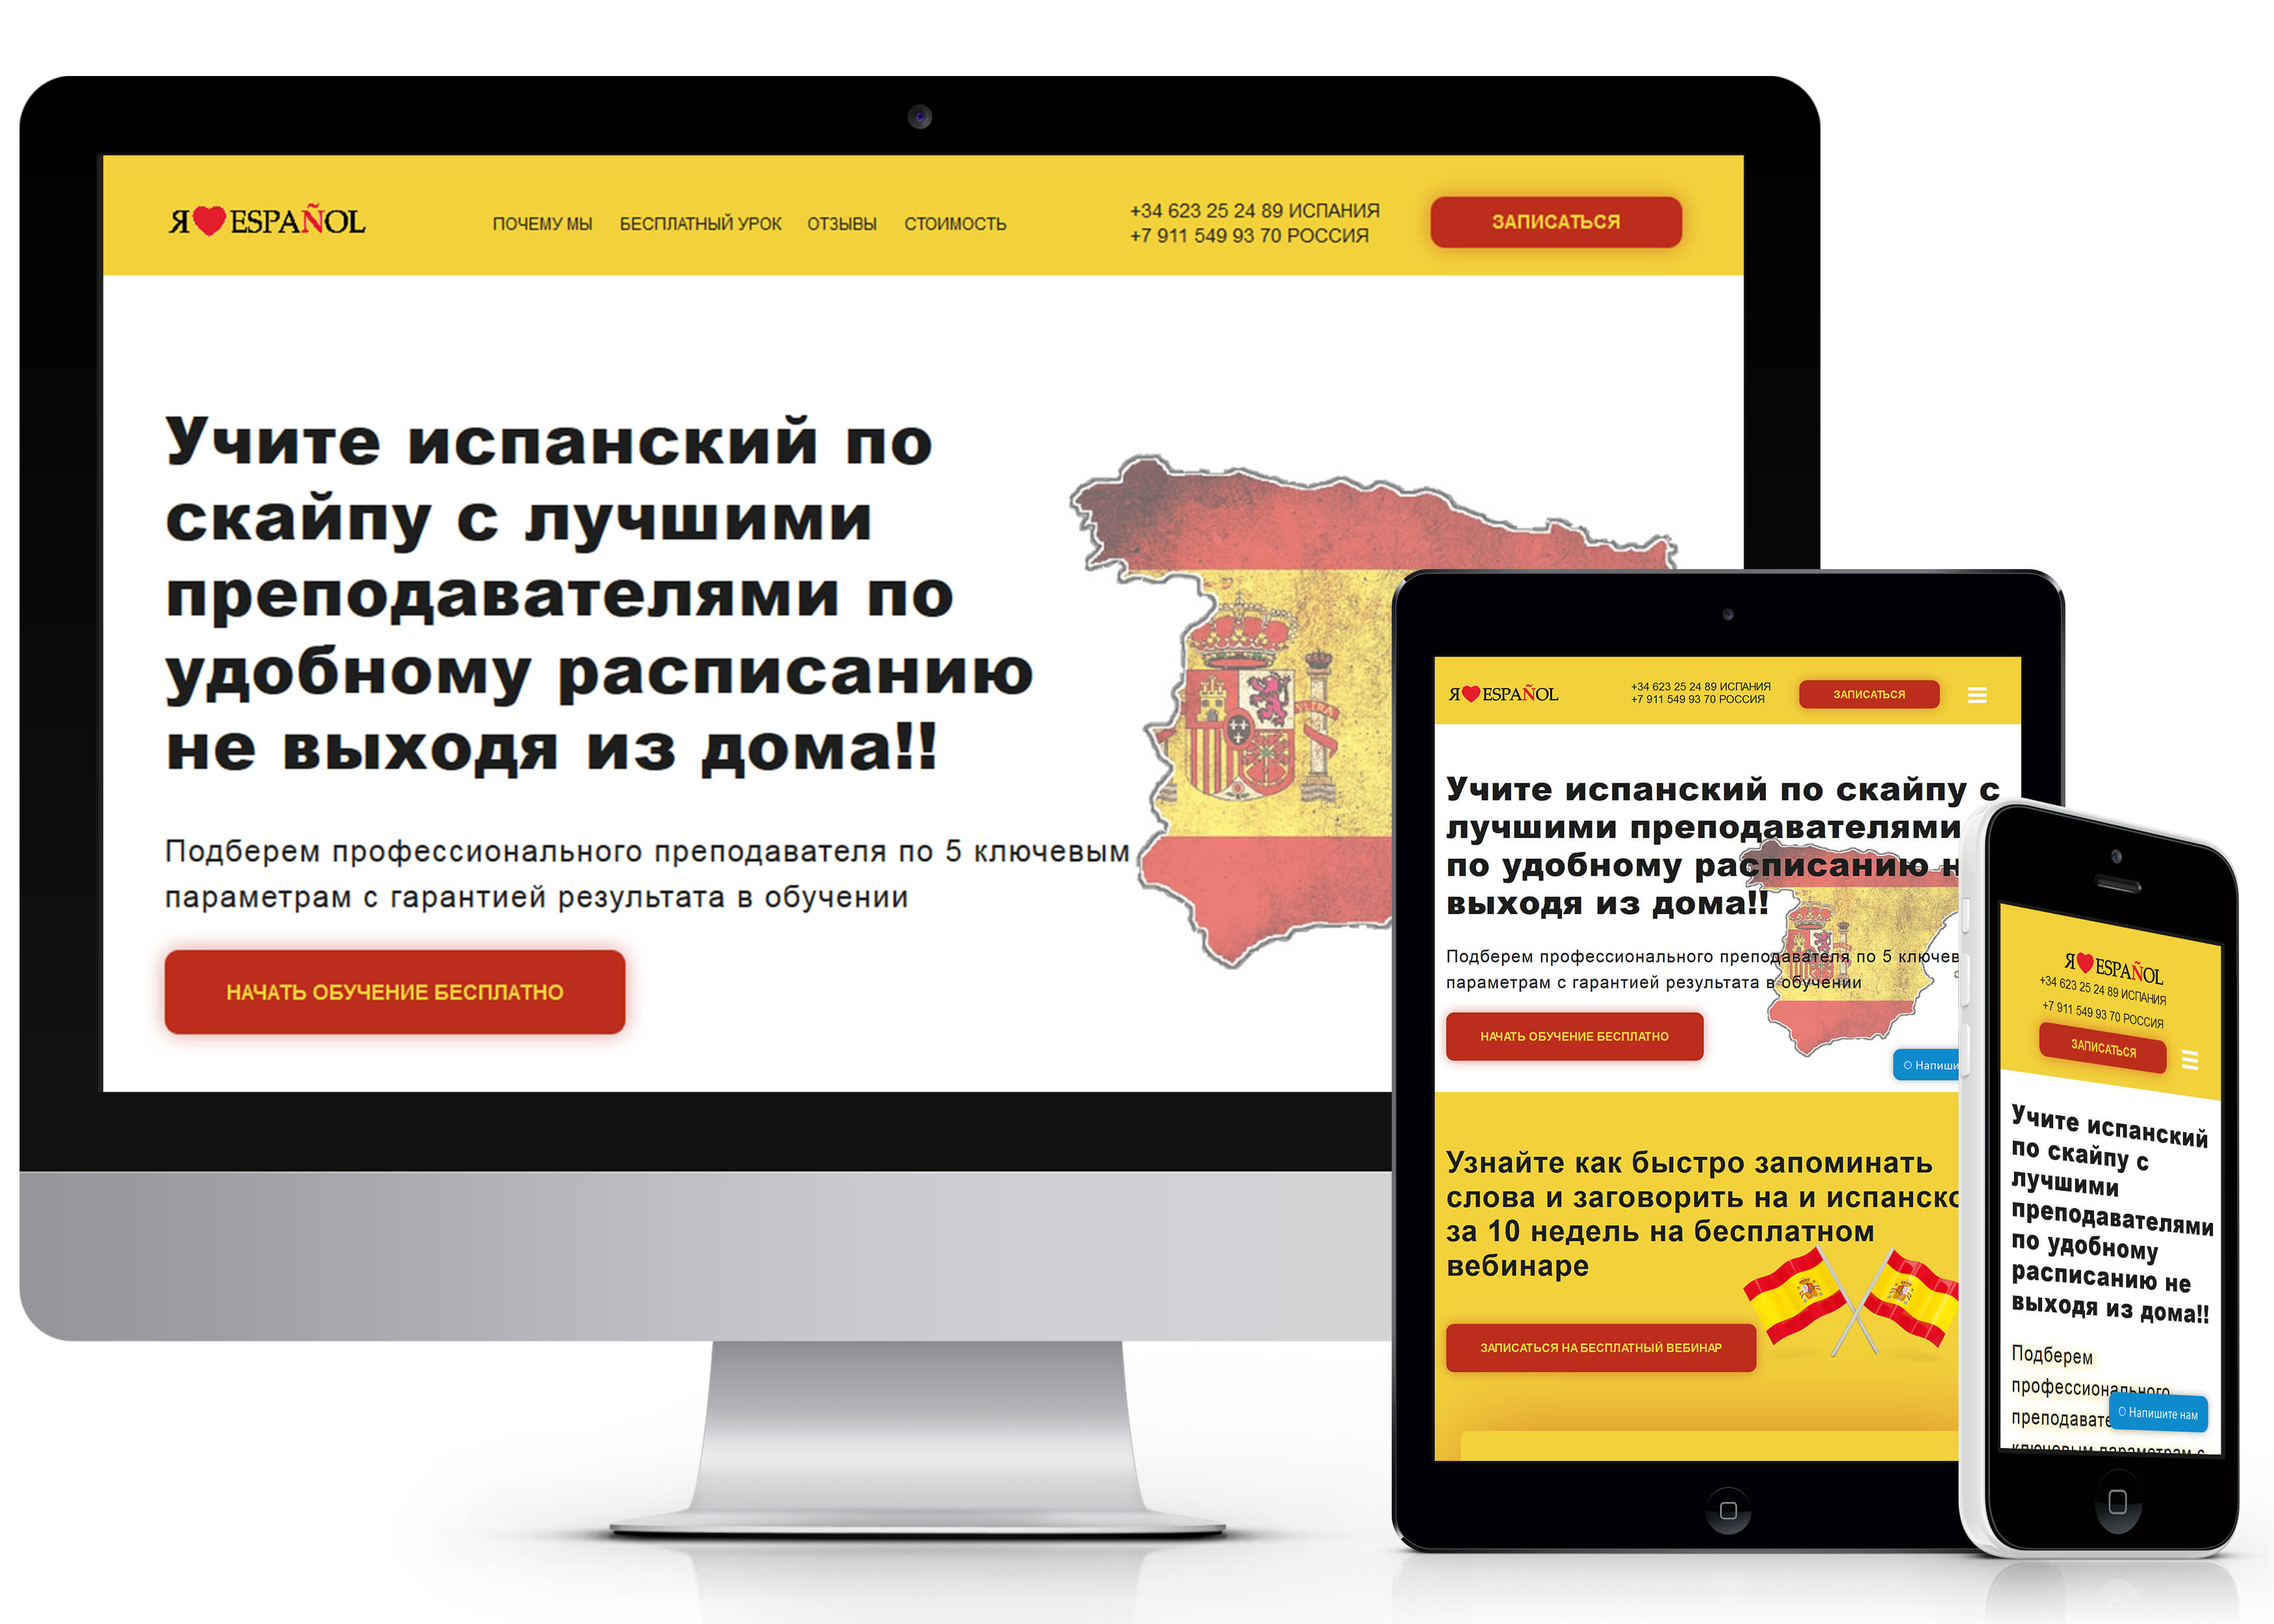 Я ESPAÑOL
ПОЧЕМУ МЫ БЕСПЛАТНЫЙ УРОК ОТЗЫВЫ СТОИМОСТЬ
+34 623 25 24 89 ИСПАНИЯ
+7 911 549 93 70 РОССИЯ
ЗАПИСАТЬСЯ
Учите испанский по
скайпу с лучшими
преподавателями по
удобному расписанию
не выходя из дома!!
Подберем профессионального преподавателя по 5 ключевым
параметрам с гарантией результата в обучении
НАЧАТЬ ОБУЧЕНИЕ БЕСПЛАТНО
Я ESPAÑOL
+34 623 25 24 89 ИСПАНИЯ
+7 911 549 93 70 РОССИЯ
ЗАПИСАТЬСЯ
Учите испанский по скайпу с
лучшими преподавателями
по удобному расписанию н
выходя из дома!!
Подберем профессионального преподавателя по 5 ключев
параметрам с гарантией результата в обучении
НАЧАТЬ ОБУЧЕНИЕ БЕСПЛАТНО
Напиши
Узнайте как быстро запоминать
слова и заговорить на и испанско
за 10 недель на бесплатном
вебинаре
ЗАПИСАТЬСЯ НА БЕСПЛАТНЫЙ ВЕБИНАР
Я ESPAÑOL
+34 623 25 24 89 ИСПАНИЯ
+7 911 549 93 70 РОССИЯ
ЗАПИСАТЬСЯ
Учите испанский
по скайпу с
лучшими
преподавателями
по удобному
расписанию не
выходя из дома!!
Подберем
профессионального
преподавате
Напишите нам
ключевым параметрам с